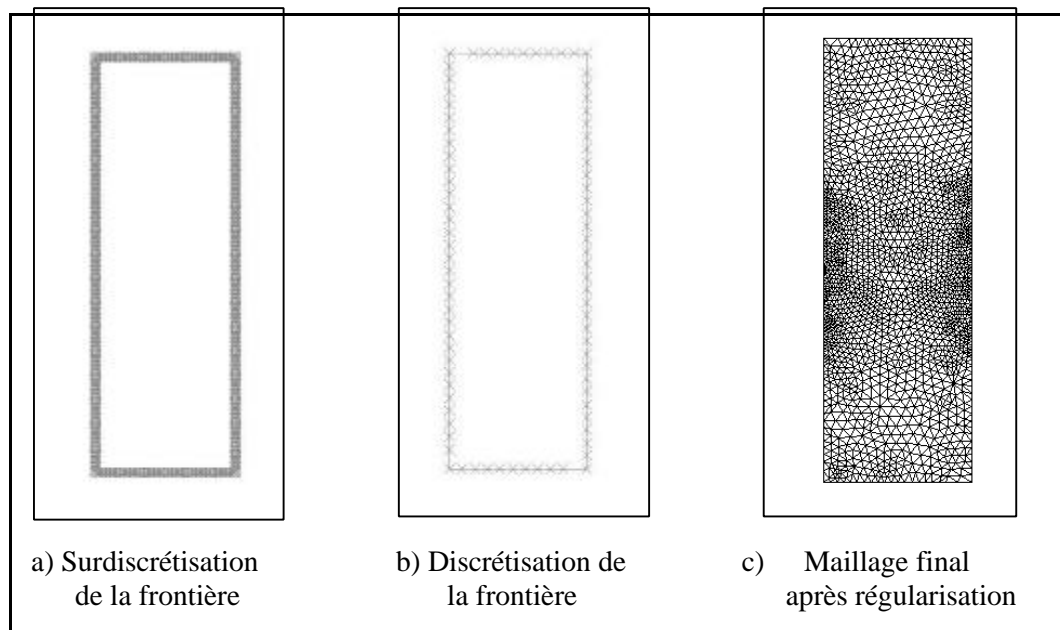 a) Surdiscrétisation
de la frontière
b) Discrétisation de
la frontière
c) Maillage final
après régularisation